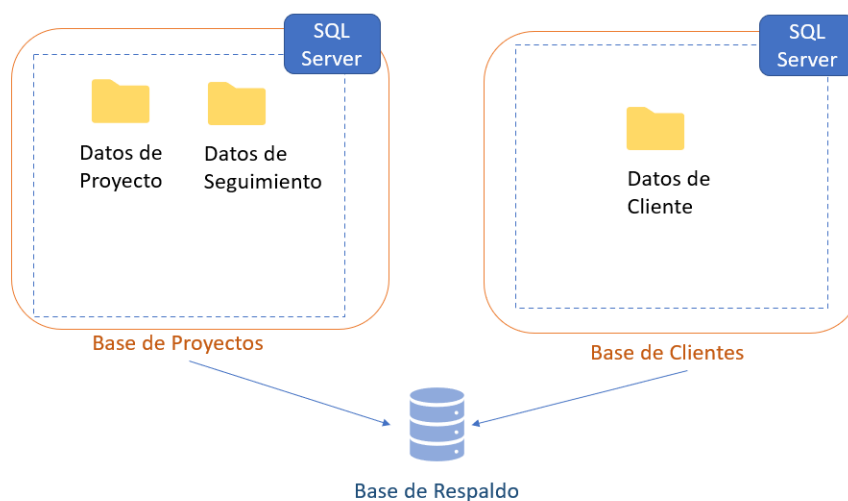 SQL
Server
SQL
Server
Datos de
Proyecto
Datos de
Seguimiento
Datos de
Cliente
Base de Proyectos
Base de Clientes
Base de Respaldo